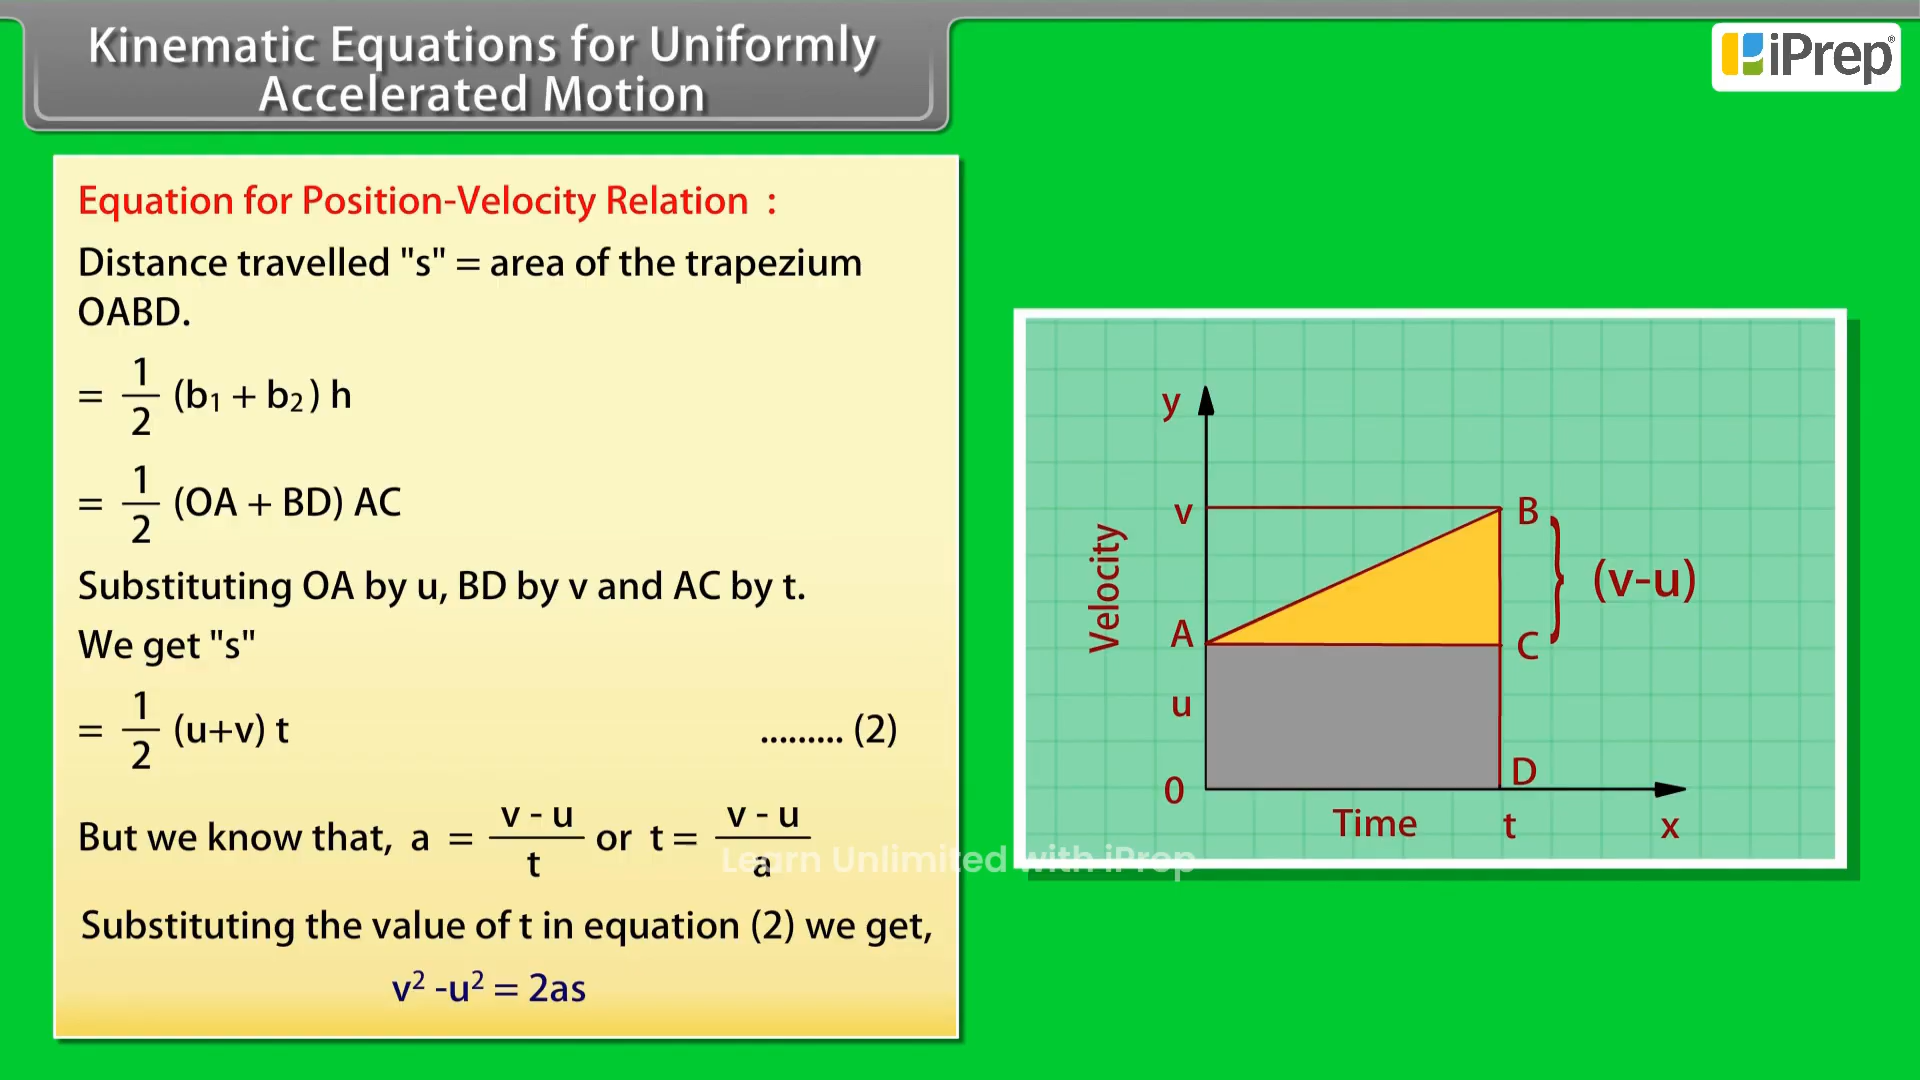 Kinematic Equations for Uniformly
Accelerated Motion
iPrep®
Equation for Position-Velocity Relation :
Distance travelled "s" = area of the trapezium
OABD.
= 1/2 (b₁ + b₂) h
= 1/2 (OA + BD) AC
Substituting OA by u, BD by v and AC by t.
We get "s"
= 1/2 (u+v) t ......... (2)
But we know that, a = v - u/t or t = v - u/a
Substituting the value of t in equation (2) we get,
v² -u² = 2as
y
v
B
Velocity
(v-u)
A
C
u
D
0
Time
t
x
Learn Unlimited with iPrep